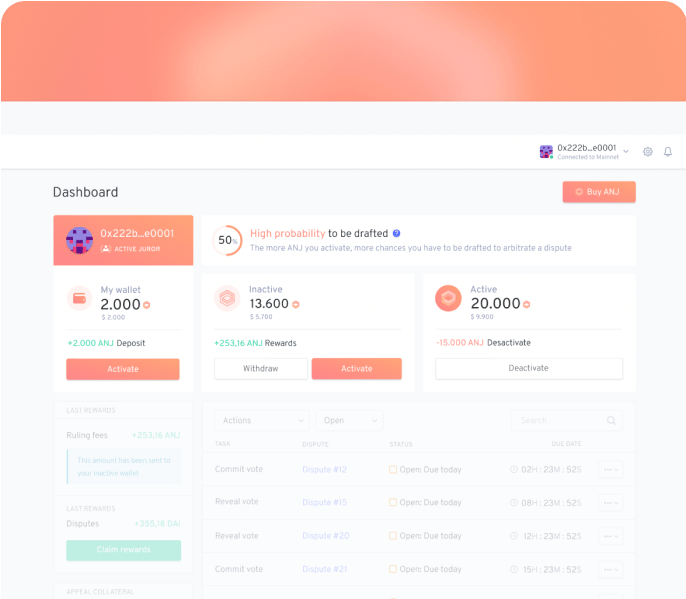 0x222b...e0001
Connected to Mainnet
Dashboard
Buy ANJ
0x222b...e0001
ACTIVE JUROR
50%
High probability to be drafted ?
The more ANJ you activate, more chances you have to be drafted to arbitrate a dispute
My wallet
2.000
$ 2.000
+2.000 ANJ Deposit
Activate
Inactive
13.600
$ 5.700
+253,16 ANJ Rewards
Withdraw
Activate
Active
20.000
$ 9.900
-15.000 ANJ Desactivate
Deactivate
LAST REWARDS
Ruling fees +253,16 ANJ
This amount has been sent to
your inactive wallet
LAST REWARDS
Disputes +355,18 DAI
Claim rewards
APPEAL COLLATERAL
Actions
Open
Search
TASK DISPUTE STATUS DUE DATE
Commit vote Dispute #12 Open: Due today 02H : 23M : 52S
Reveal vote Dispute #15 Open: Due today 08H : 23M : 52S
Reveal vote Dispute #20 Open: Due today 12H : 23M : 52S
Commit vote Dispute #21 Open: Due today 15H : 23M : 52S